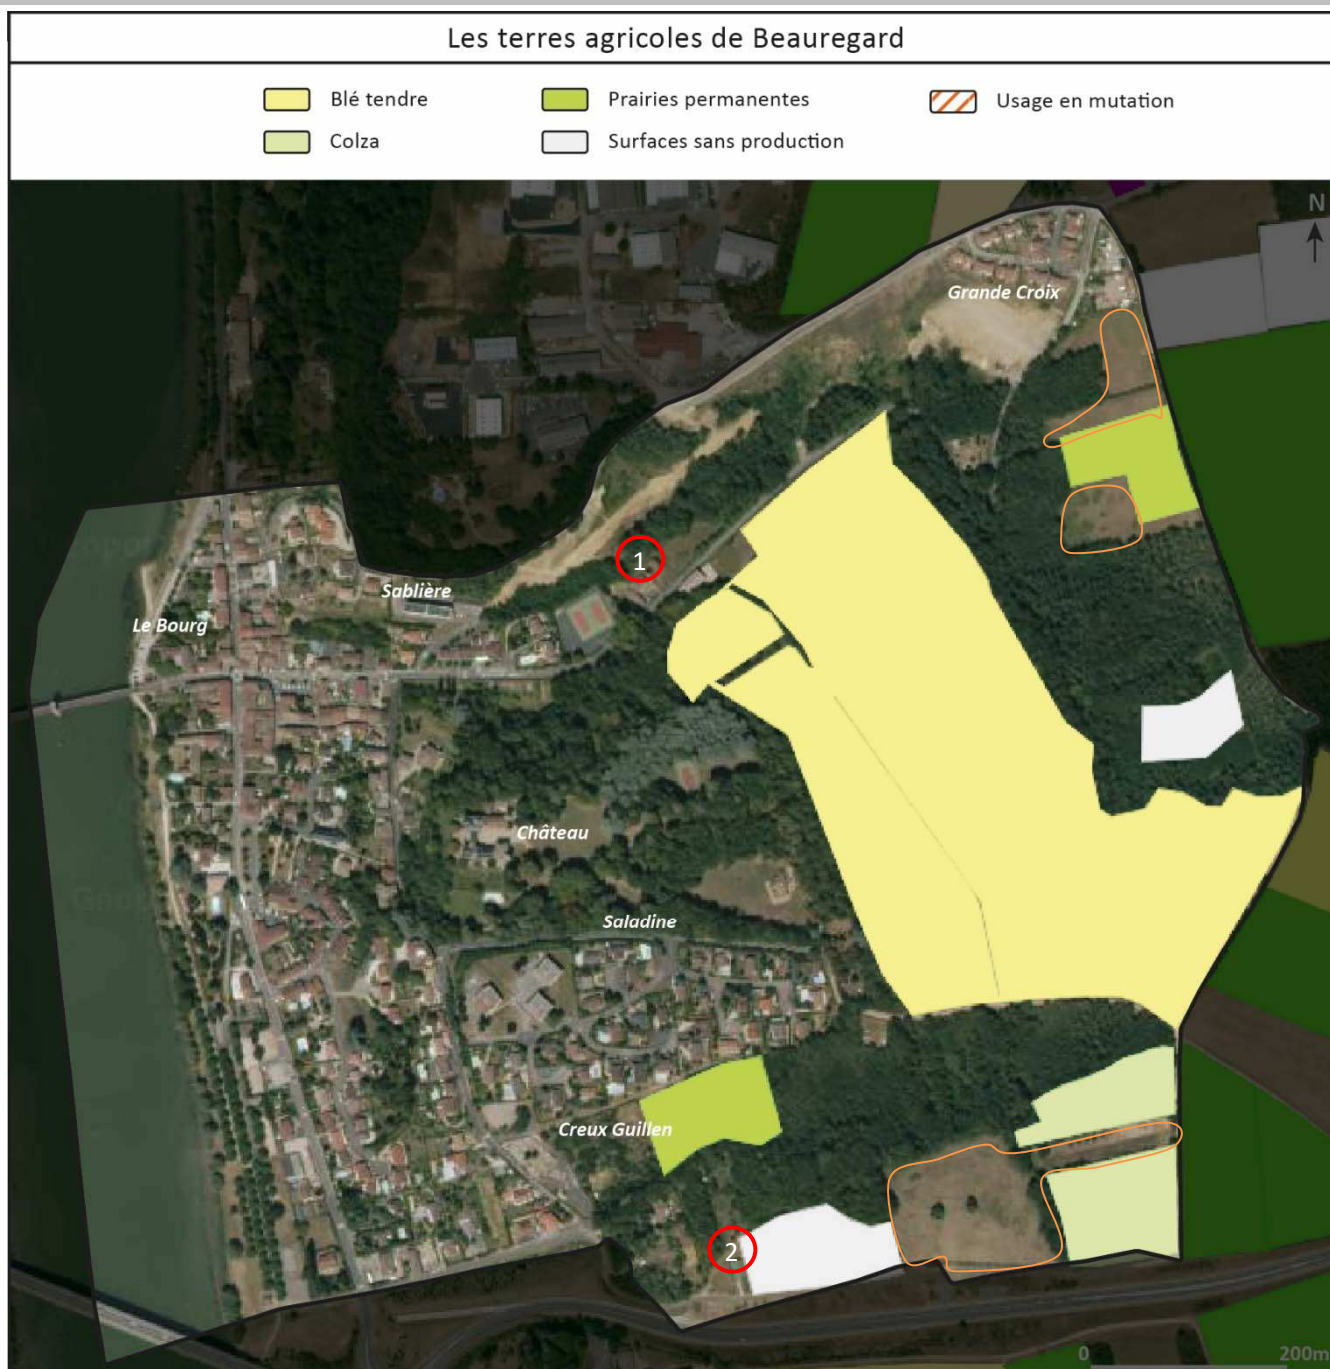 Les terres agricoles de Beauregard
Blé tendre
Prairies permanentes
Usage en mutation
Colza
Surfaces sans production
N
Grande Croix
1
Sablière
Le Bourg
Château
Saladine
Creux Guillen
2
0
200m